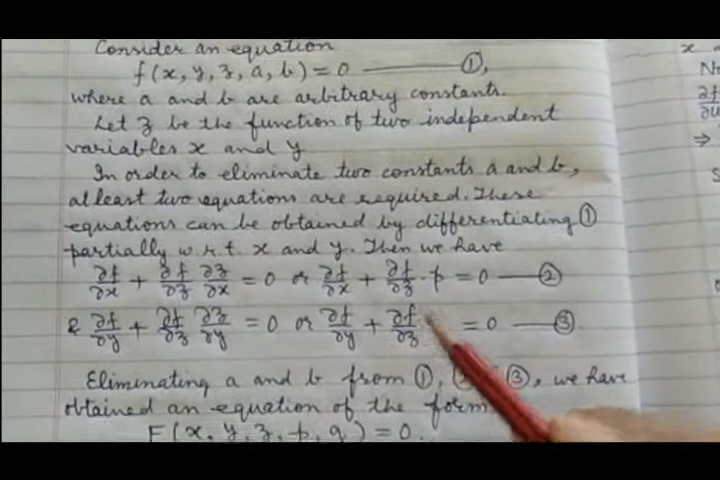 Consider an equation
f(x, y, z, a, b) = 0 —— ①,
where a and b are arbitrary constants.
Let z be the function of two independent
variables x and y
In order to eliminate two constants a and b,
at least two equations are required. These
equations can be obtained by differentiating ①
partially w.r.t. x and y. Then we have
∂f/∂x + ∂f/∂z ∂z/∂x = 0 or ∂f/∂x + ∂f/∂z · p = 0 —— ②
& ∂f/∂y + ∂f/∂z ∂z/∂y = 0 or ∂f/∂y + ∂f/∂z = 0 —— ③
Eliminating a and b from ①, ③, we have
obtained an equation of the form
F(x, y, z, p, q) = 0.
x
∂f
⇒